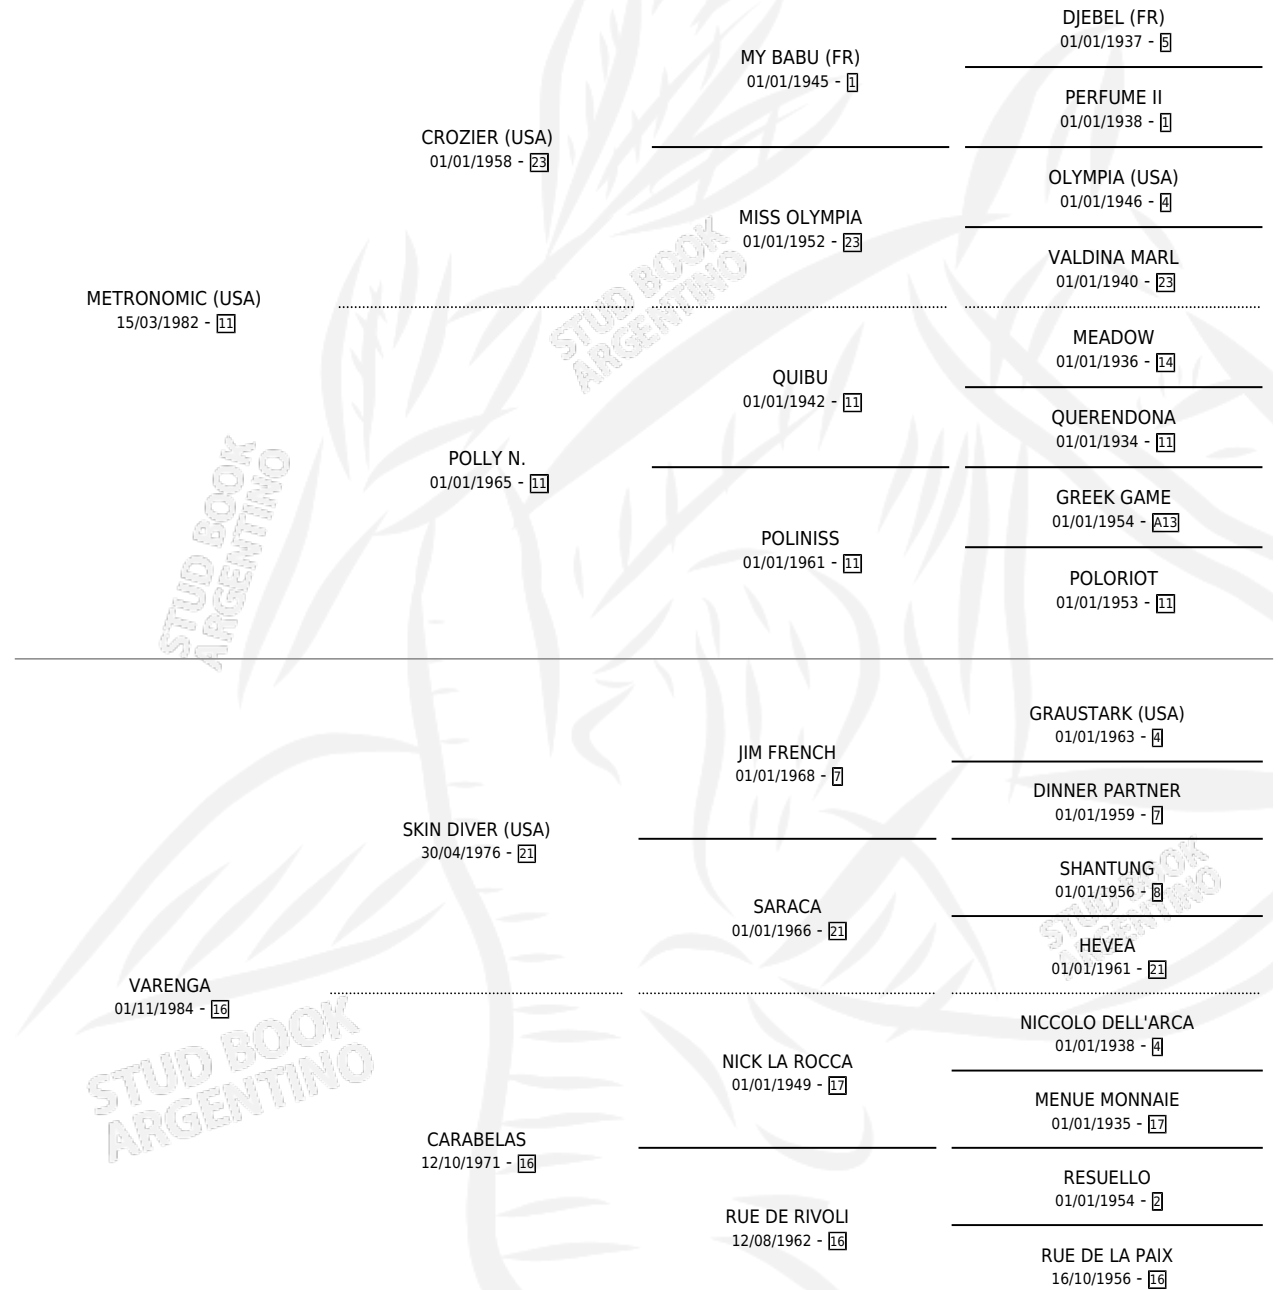 DJEBEL (FR)
01/01/1937 - 5
MY BABU (FR)
01/01/1945 - 1
PERFUME II
01/01/1938 - 1
CROZIER (USA)
01/01/1958 - 23
OLYMPIA (USA)
01/01/1946 - 4
MISS OLYMPIA
01/01/1952 - 23
VALDINA MARL
01/01/1940 - 23
METRONOMIC (USA)
15/03/1982 - 11
MEADOW
01/01/1936 - 14
QUIBU
01/01/1942 - 11
QUERENDONA
01/01/1934 - 11
POLLY N.
01/01/1965 - 11
GREEK GAME
01/01/1954 - A13
POLINISS
01/01/1961 - 11
POLORIOT
01/01/1953 - 11
GRAUSTARK (USA)
01/01/1963 - 4
JIM FRENCH
01/01/1968 - 7
DINNER PARTNER
01/01/1959 - 7
SKIN DIVER (USA)
30/04/1976 - 21
SHANTUNG
01/01/1956 - 8
SARACA
01/01/1966 - 21
HEVEA
01/01/1961 - 21
VARENGA
01/11/1984 - 16
NICCOLO DELL'ARCA
01/01/1938 - 4
NICK LA ROCCA
01/01/1949 - 17
MENUE MONNAIE
01/01/1935 - 17
CARABELAS
12/10/1971 - 16
RESUELLO
01/01/1954 - 2
RUE DE RIVOLI
12/08/1962 - 16
RUE DE LA PAIX
16/10/1956 - 16
STUD BOOK
ARGENTINO
STUD BOOK
ARGENTINO
STUD BOOK
ARGENTINO
STUD BOOK
ARGENTINO